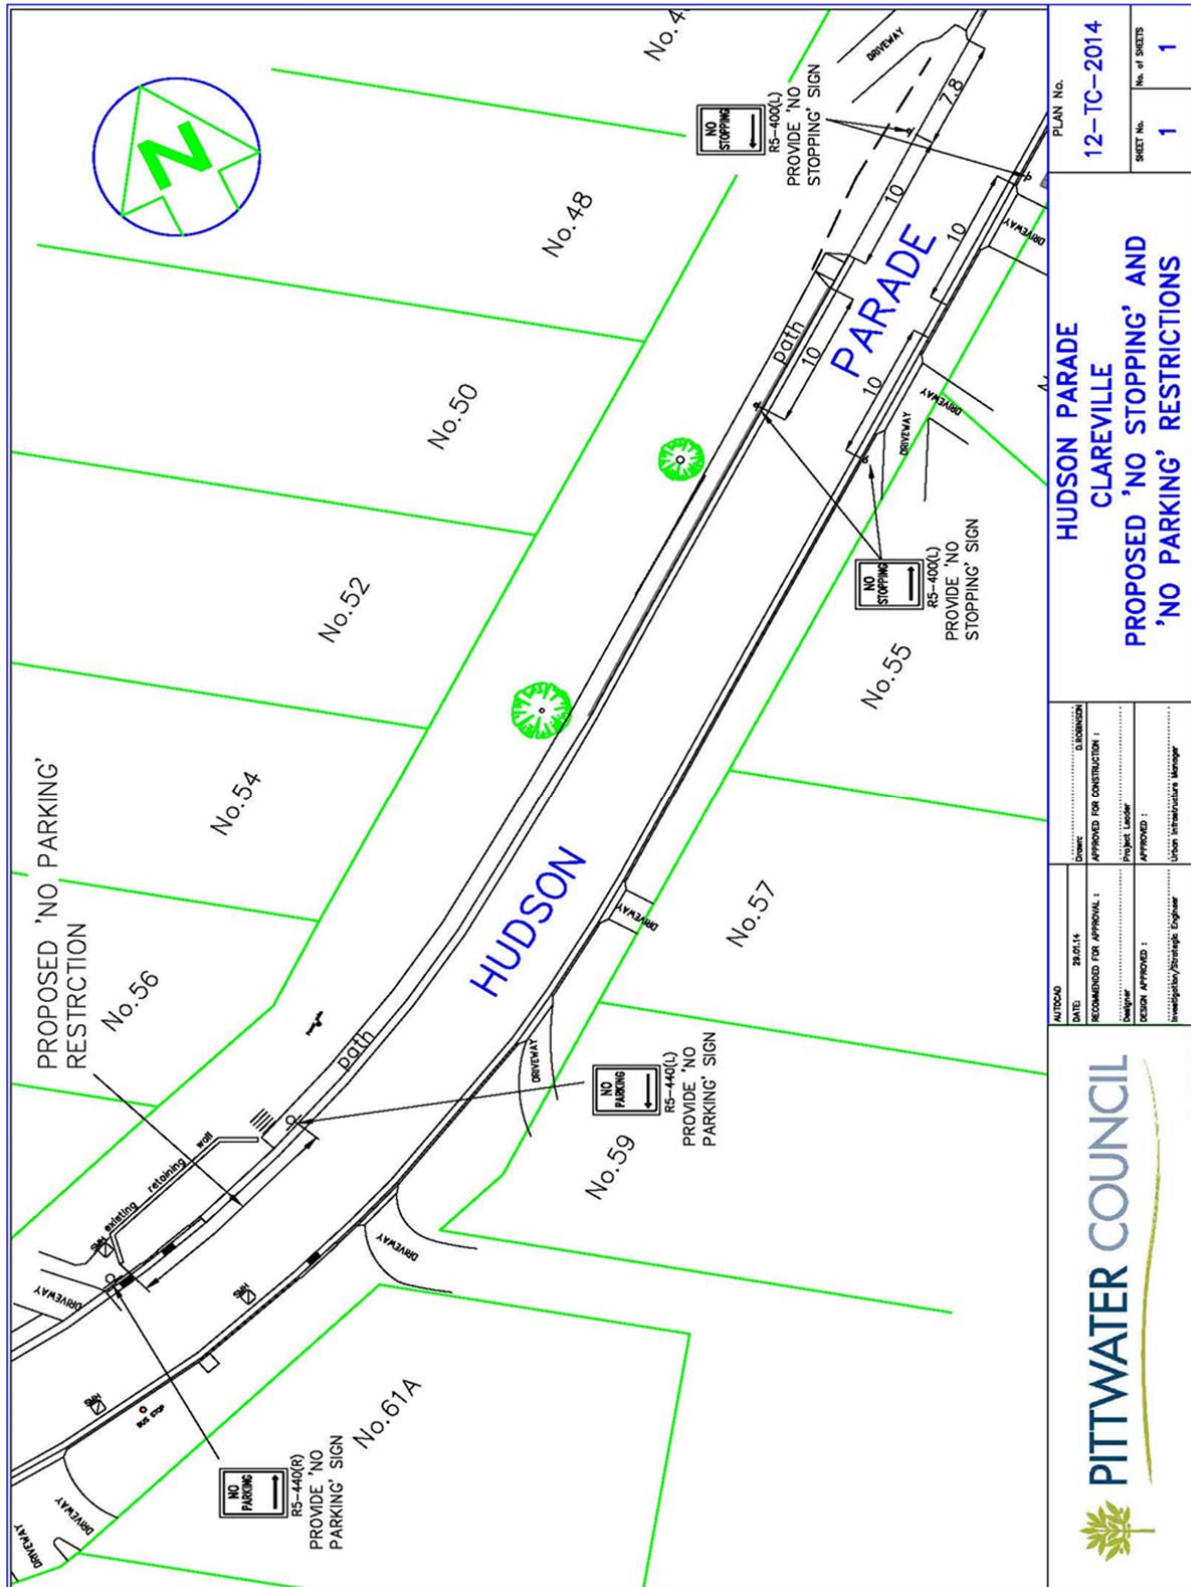 PROPOSED 'NO PARKING'
RESTRCTION
No.56
No.54
No.52
No.50
No.48
NO
STOPPING
R5-400(L)
PROVIDE 'NO
STOPPING' SIGN
DRIVEWAY
7.8
10
10
10
10
path
PARADE
HUDSON
path
N
existing
retaining
wall
SMH
DRIVEWAY
SMH
SMH
BUS STOP
DRIVEWAY
DRIVEWAY
DRIVEWAY
DRIVEWAY
DRIVEWAY
DRIVEWAY
DRIVEWAY
DRIVEWAY
NO
PARKING
R5-440(R)
PROVIDE 'NO
PARKING' SIGN
No.61A
No.59
NO
PARKING
R5-440(L)
PROVIDE 'NO
PARKING' SIGN
No.57
No.55
NO
STOPPING
R5-400(L)
PROVIDE 'NO
STOPPING' SIGN
PITTWATER COUNCIL
AUTOCAD
DATE: 29.01.14
Drawn: D.ROBINSON
RECOMMENDED FOR APPROVAL :
APPROVED FOR CONSTRUCTION :
Designer
Project Leader
DESIGN APPROVED :
APPROVED :
Investigation/Strategic Engineer
Urban Infrastructure Manager
HUDSON PARADE
CLAREVILLE
PROPOSED 'NO STOPPING' AND
'NO PARKING' RESTRICTIONS
PLAN No.
12-TC-2014
SHEET No.
1
No. of SHEETS
1